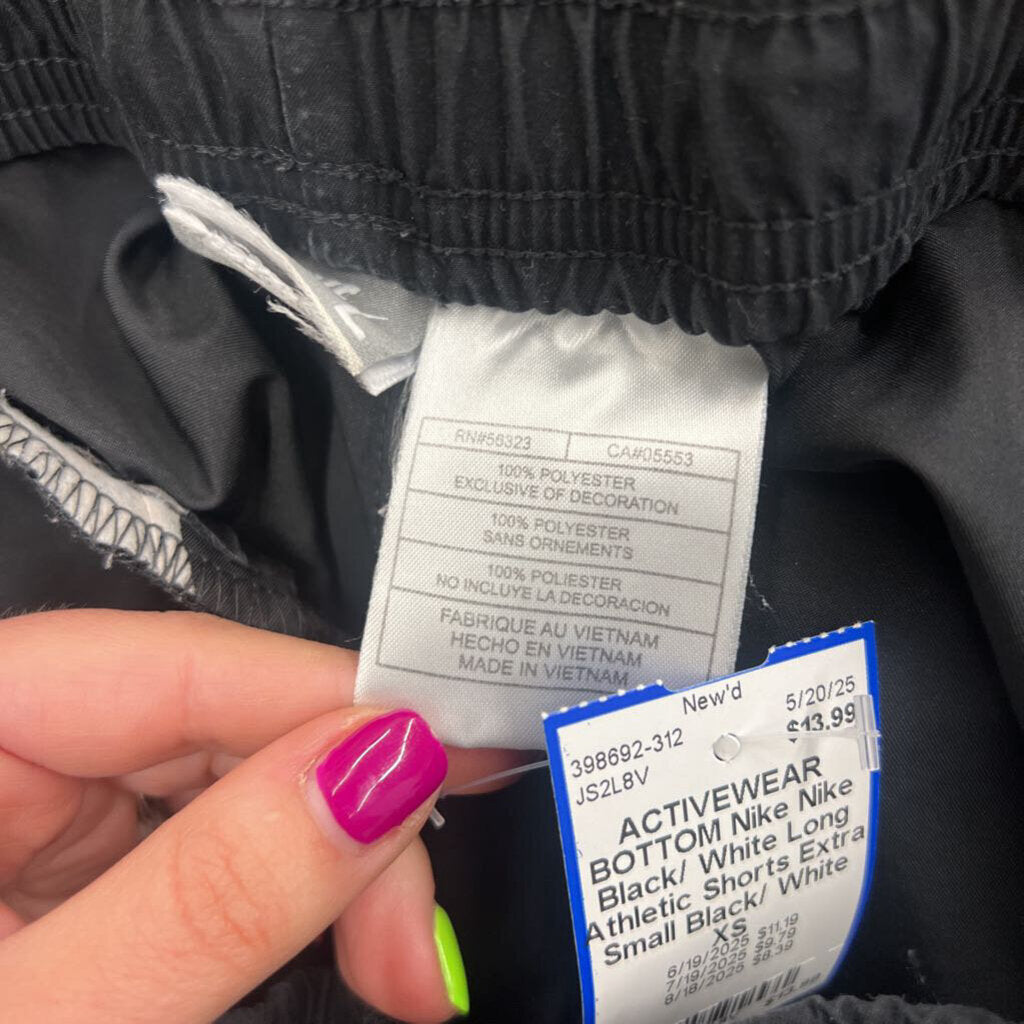 RN#56323
CA#05553
100% POLYESTER
EXCLUSIVE OF DECORATION
100% POLYESTER
SANS ORNEMENTS
100% POLIESTER
NO INCLUYE LA DECORACION
FABRIQUE AU VIETNAM
HECHO EN VIETNAM
MADE IN VIETNAM
New'd
5/20/25
398692-312
$13.99
JS2L8V
ACTIVEWEAR
BOTTOM Nike Nike
Black/ White Long
Athletic Shorts Extra
Small Black/ White
XS
6/19/2025 $11.19
7/19/2025 $9.79
8/18/2025 $8.39
$13.99